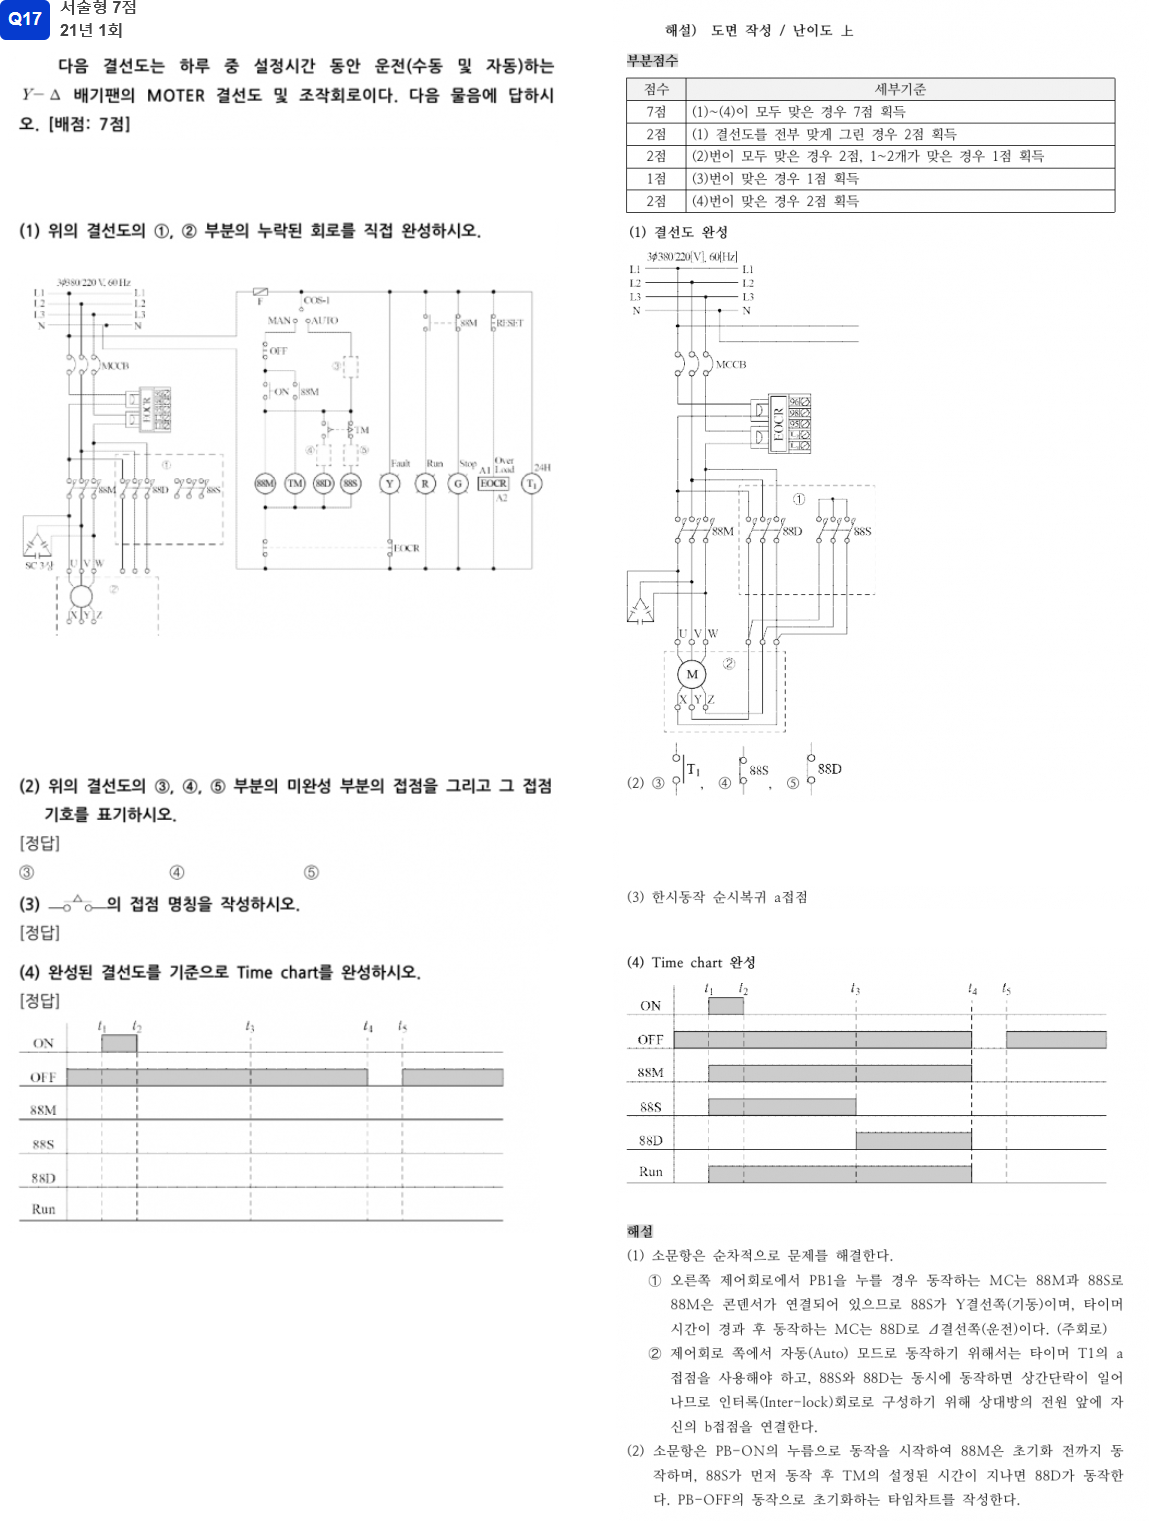 Q17
서술형 7점
21년 1회
다음 결선도는 하루 중 설정시간 동안 운전(수동 및 자동)하는
Y-Δ 배기팬의 MOTER 결선도 및 조작회로이다. 다음 물음에 답하시
오. [배점: 7점]
(1) 위의 결선도의 ①, ② 부분의 누락된 회로를 직접 완성하시오.
3Φ380/220 V, 60 Hz
L1 L1
L2 L2
L3 L3
N N
MCCB
EOCR
①
88M 88D 88S
SC 3상
U V W
②
X Y Z
F COS-1
MAN AUTO
OFF
③
ON 88M
TM
④ ⑤
88M RESET
Fault Run Stop A1 Over Load 24H
88M TM 88D 88S Y R G EOCR T1
A2
EOCR
(2) 위의 결선도의 ③, ④, ⑤ 부분의 미완성 부분의 접점을 그리고 그 접점
기호를 표기하시오.
[정답]
③ ④ ⑤
(3) 의 접점 명칭을 작성하시오.
[정답]
(4) 완성된 결선도를 기준으로 Time chart를 완성하시오.
[정답]
t1 t2 t3 t4 t5
ON
OFF
88M
88S
88D
Run
해설) 도면 작성 / 난이도 上
부분점수
점수 세부기준
7점 (1)~(4)이 모두 맞은 경우 7점 획득
2점 (1) 결선도를 전부 맞게 그린 경우 2점 획득
2점 (2)번이 모두 맞은 경우 2점, 1~2개가 맞은 경우 1점 획득
1점 (3)번이 맞은 경우 1점 획득
2점 (4)번이 맞은 경우 2점 획득
(1) 결선도 완성
3∮380/220[V], 60[Hz]
L1 L1
L2 L2
L3 L3
N N
MCCB
EOCR
96
98
95
①
88M 88D 88S
U V W
②
M
X Y Z
(2) ③ T1 , ④ 88S , ⑤ 88D
(3) 한시동작 순시복귀 a접점
(4) Time chart 완성
t1 t2 t3 t4 t5
ON
OFF
88M
88S
88D
Run
해설
(1) 소문항은 순차적으로 문제를 해결한다.
① 오른쪽 제어회로에서 PB1을 누를 경우 동작하는 MC는 88M과 88S로
88M은 콘덴서가 연결되어 있으므로 88S가 Y결선쪽(기동)이며, 타이머
시간이 경과 후 동작하는 MC는 88D로 Δ결선쪽(운전)이다. (주회로)
② 제어회로 쪽에서 자동(Auto) 모드로 동작하기 위해서는 타이머 T1의 a
접점을 사용해야 하고, 88S와 88D는 동시에 동작하면 상간단락이 일어
나므로 인터록(Inter-lock)회로로 구성하기 위해 상대방의 전원 앞에 자
신의 b접점을 연결한다.
(2) 소문항은 PB-ON의 누름으로 동작을 시작하여 88M은 초기화 전까지 동
작하며, 88S가 먼저 동작 후 TM의 설정된 시간이 지나면 88D가 동작한
다. PB-OFF의 동작으로 초기화하는 타임차트를 작성한다.